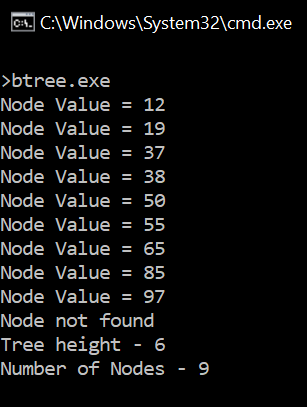 C:\Windows\System32\cmd.exe
>btree.exe
Node Value = 12
Node Value = 19
Node Value = 37
Node Value = 38
Node Value = 50
Node Value = 55
Node Value = 65
Node Value = 85
Node Value = 97
Node not found
Tree height - 6
Number of Nodes - 9